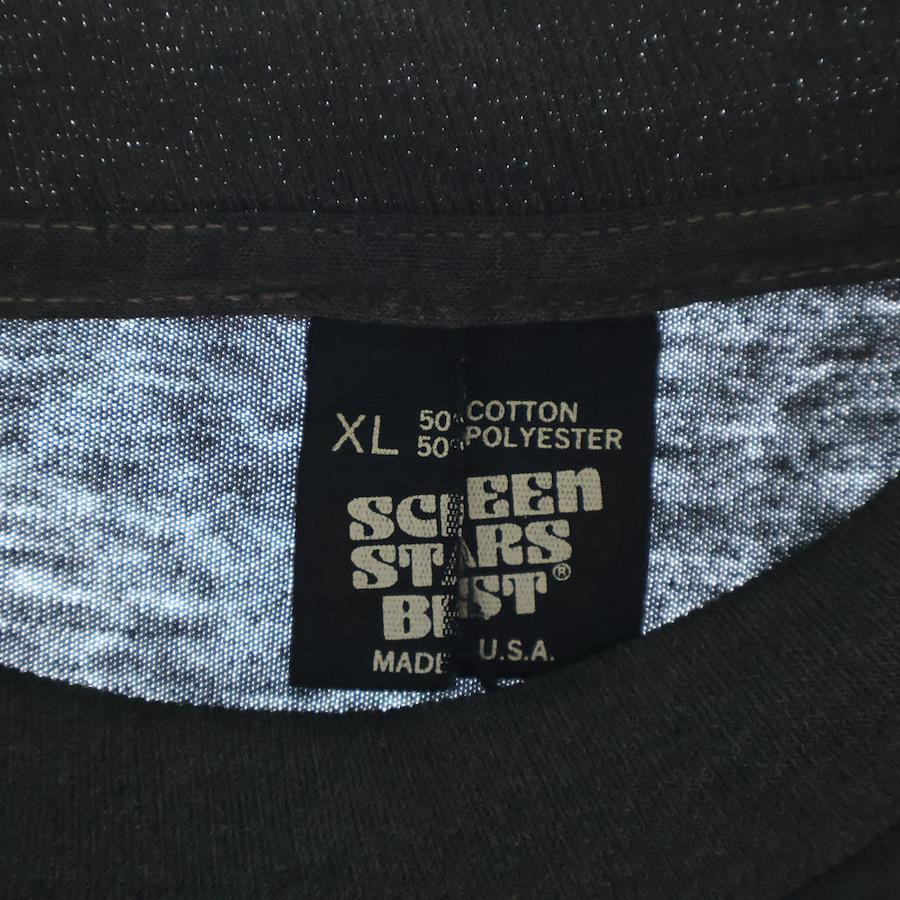 XL 50% COTTON
50% POLYESTER
SCREEN
STARS
BEST®
MADE U.S.A.